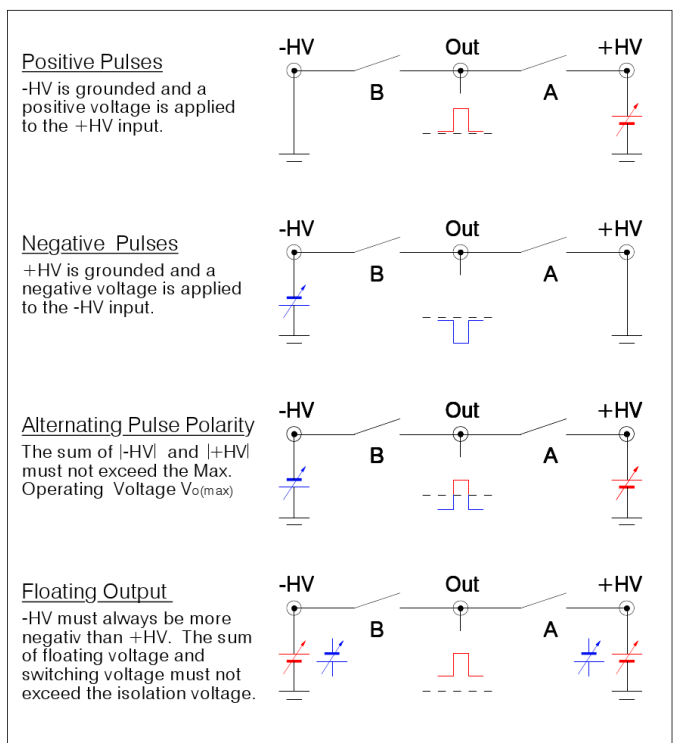 Positive Pulses
-HV is grounded and a
positive voltage is applied
to the +HV input.
-HV Out +HV
B A
Negative Pulses
+HV is grounded and a
negative voltage is applied
to the -HV input.
-HV Out +HV
B A
Alternating Pulse Polarity
The sum of |-HV| and |+HV|
must not exceed the Max.
Operating Voltage Vo(max)
-HV Out +HV
B A
Floating Output
-HV must always be more
negativ than +HV. The sum
of floating voltage and
switching voltage must not
exceed the isolation voltage.
-HV Out +HV
B A